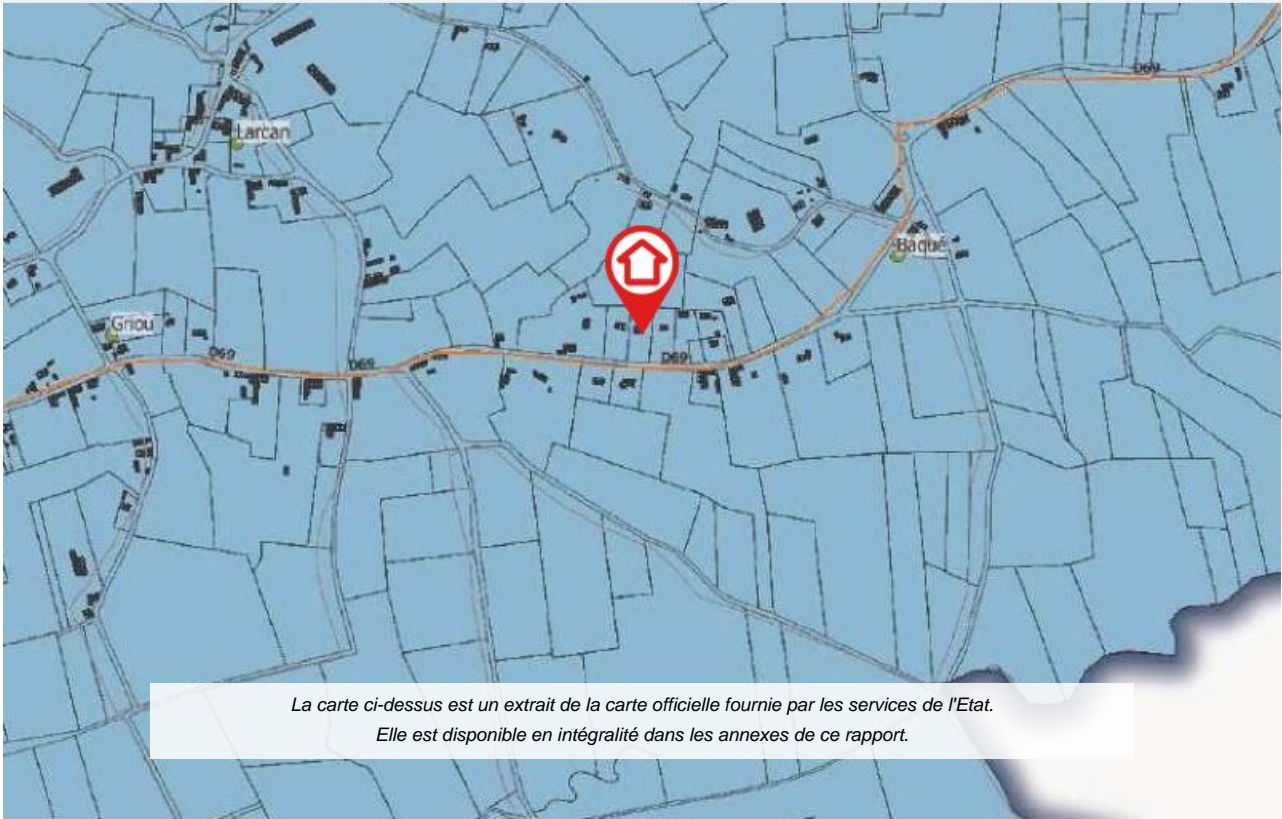 D69
Larcan
Baqué
Griou
D69
D69
D69
La carte ci-dessus est un extrait de la carte officielle fournie par les services de l'Etat.
Elle est disponible en intégralité dans les annexes de ce rapport.